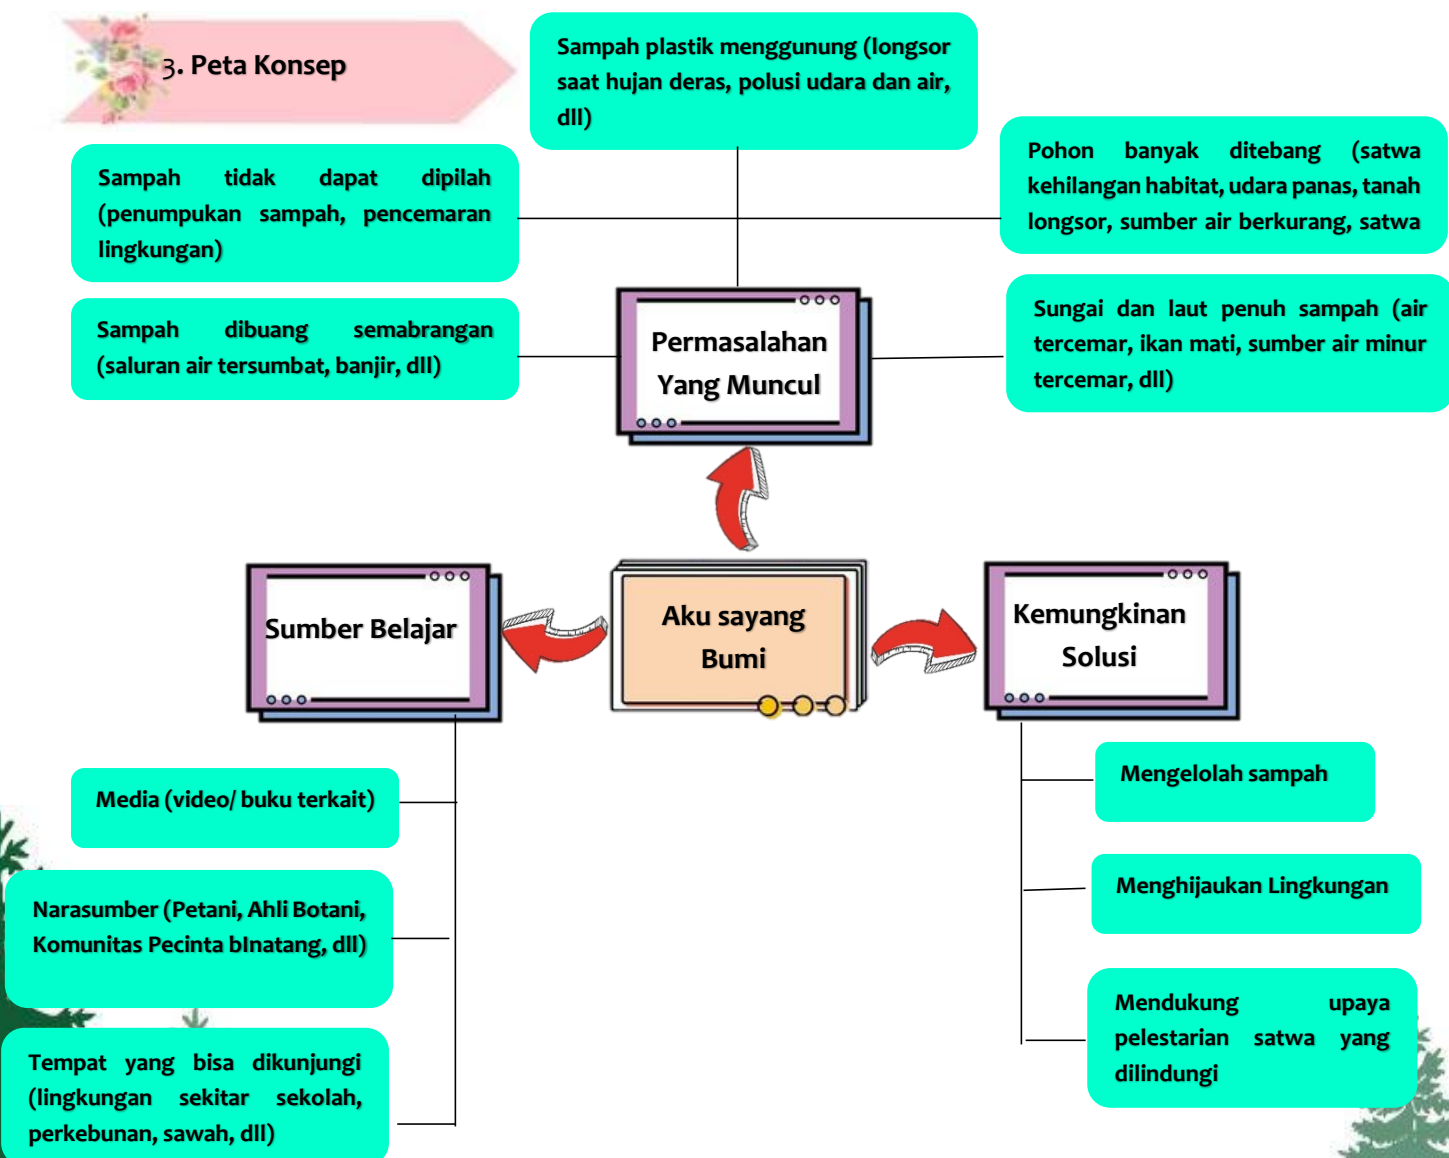 3. Peta Konsep
Sampah plastik menggunung (longsor
saat hujan deras, polusi udara dan air,
dll)
Sampah tidak dapat dipilah
(penumpukan sampah, pencemaran
lingkungan)
Pohon banyak ditebang (satwa
kehilangan habitat, udara panas, tanah
longsor, sumber air berkurang, satwa
Sampah dibuang semabrangan
(saluran air tersumbat, banjir, dll)
Permasalahan
Yang Muncul
Sungai dan laut penuh sampah (air
tercemar, ikan mati, sumber air minur
tercemar, dll)
Sumber Belajar
Aku sayang
Bumi
Kemungkinan
Solusi
Media (video/ buku terkait)
Narasumber (Petani, Ahli Botani,
Komunitas Pecinta bInatang, dll)
Tempat yang bisa dikunjungi
(lingkungan sekitar sekolah,
perkebunan, sawah, dll)
Mengelolah sampah
Menghijaukan Lingkungan
Mendukung upaya
pelestarian satwa yang
dilindungi